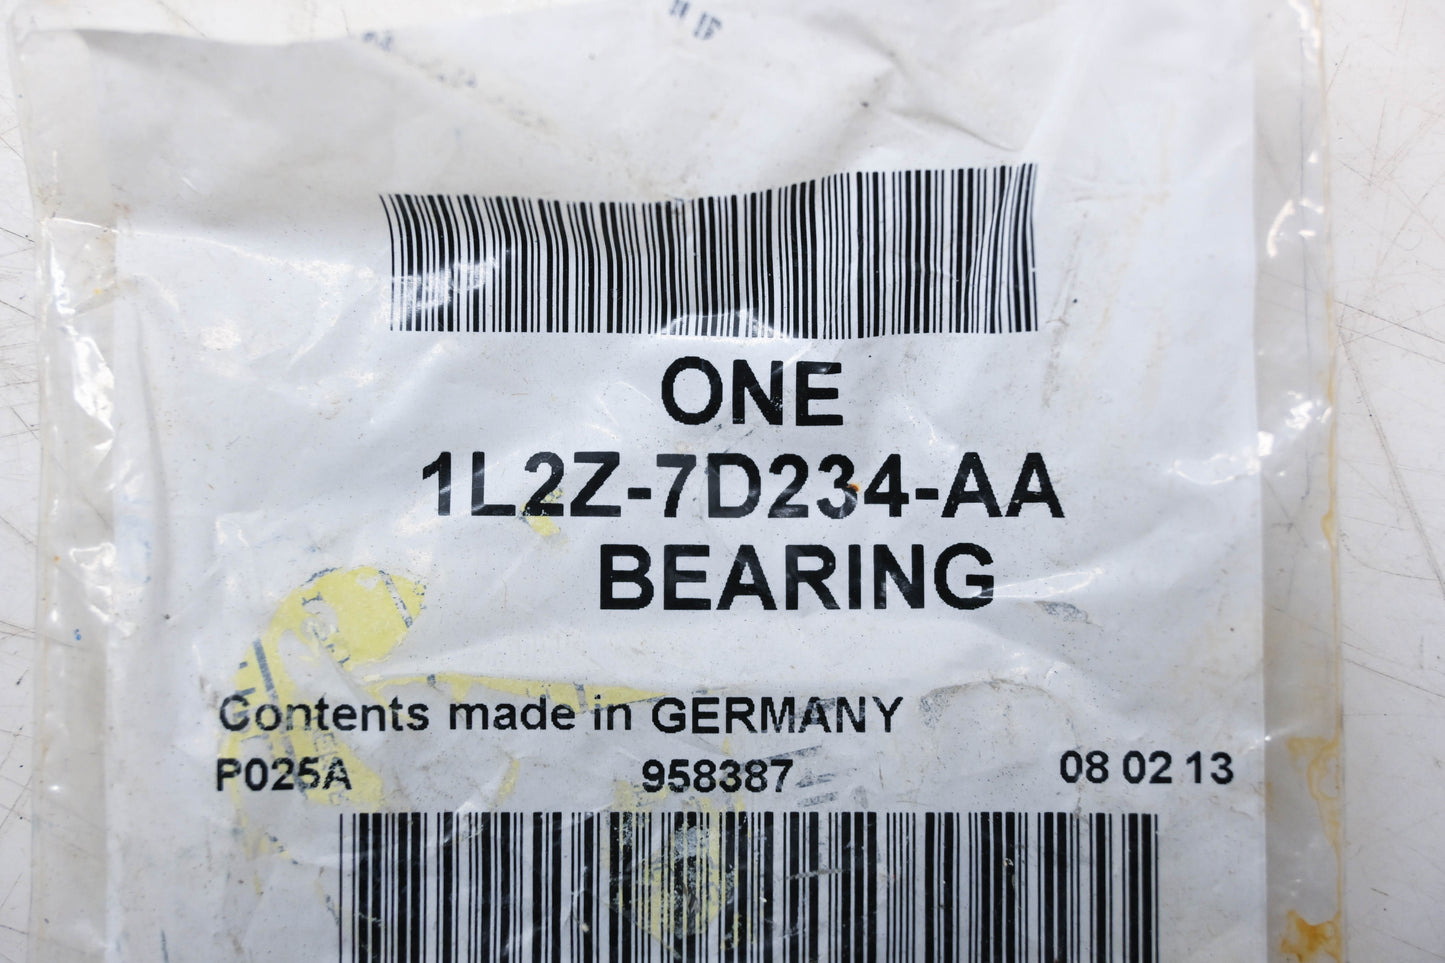 ONE
1L2Z-7D234-AA
BEARING
Contents made in GERMANY
P025A 958387 08 02 13